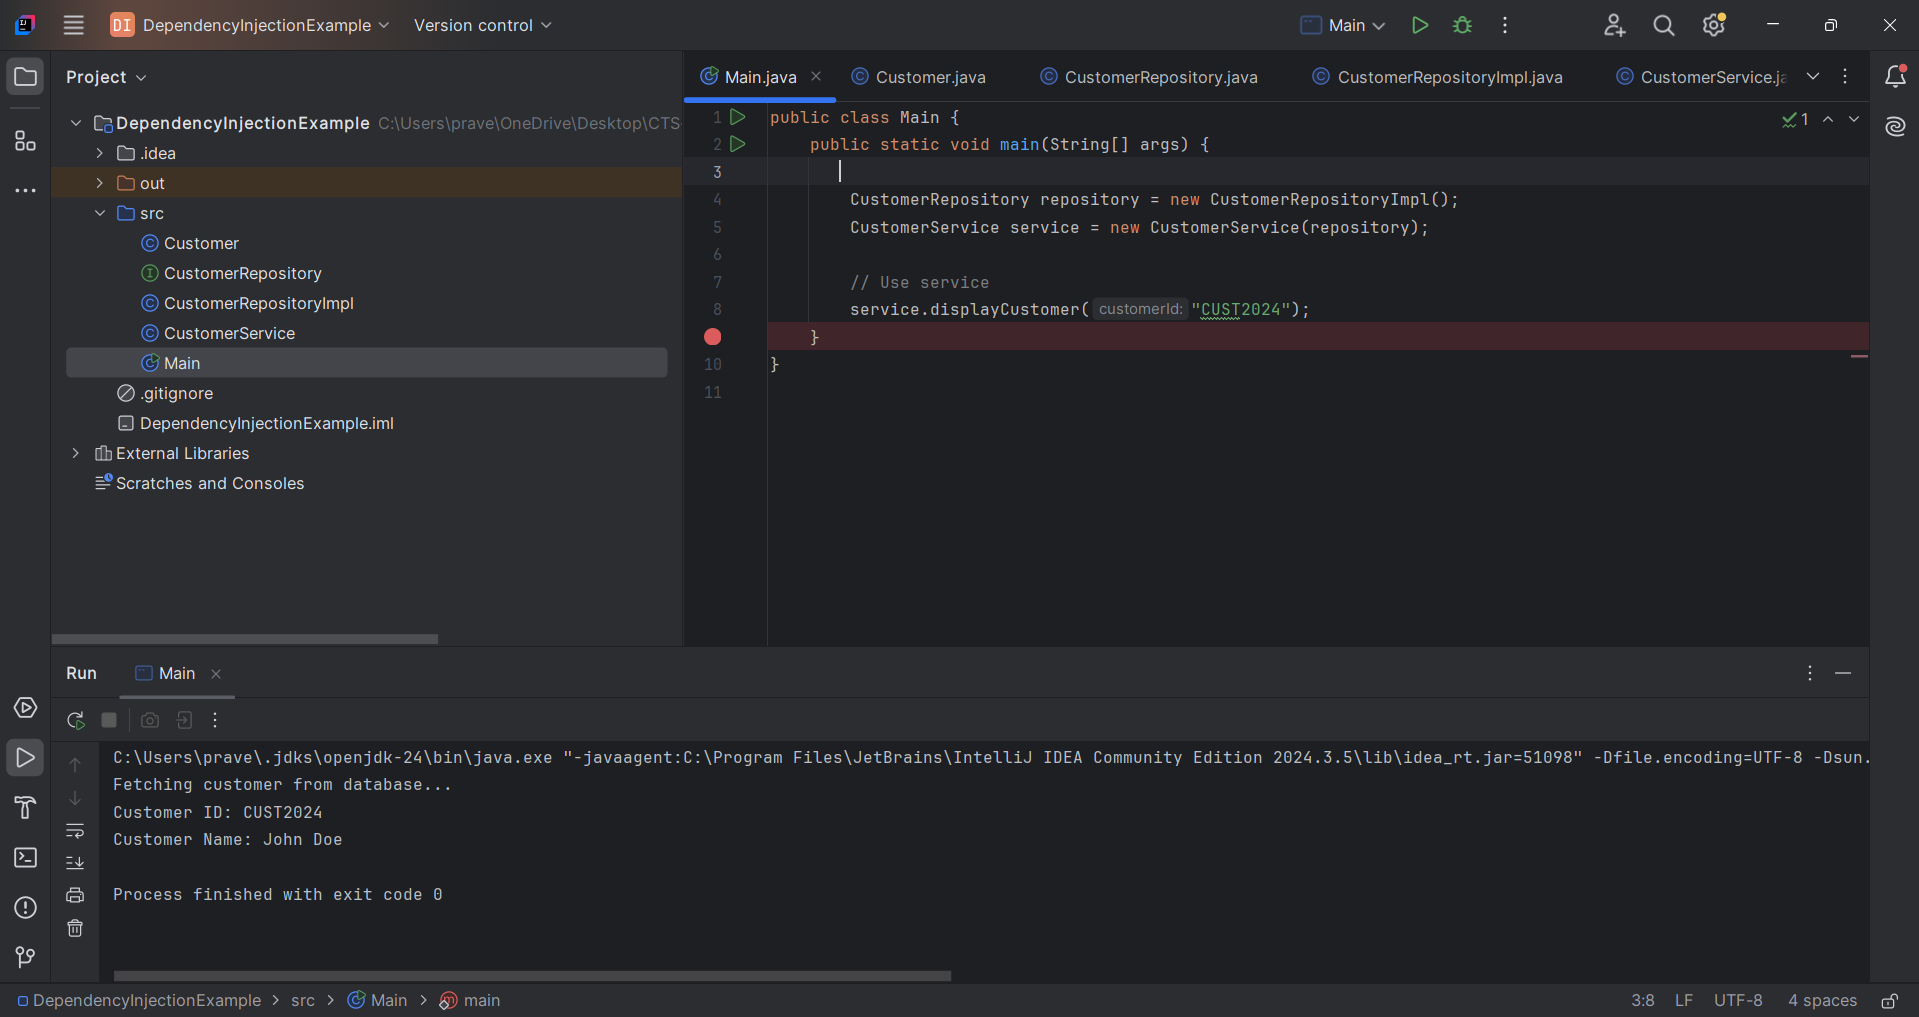 DI DependencyInjectionExample Version control Main
Project
DependencyInjectionExample C:\Users\prave\OneDrive\Desktop\CTS
.idea
out
src
Customer
CustomerRepository
CustomerRepositoryImpl
CustomerService
Main
.gitignore
DependencyInjectionExample.iml
External Libraries
Scratches and Consoles
Main.java Customer.java CustomerRepository.java CustomerRepositoryImpl.java CustomerService.ja
1 public class Main {
2 public static void main(String[] args) {
3
4 CustomerRepository repository = new CustomerRepositoryImpl();
5 CustomerService service = new CustomerService(repository);
6
7 // Use service
8 service.displayCustomer( customerId: "CUST2024");
}
10 }
11
1
Run Main
C:\Users\prave\.jdks\openjdk-24\bin\java.exe "-javaagent:C:\Program Files\JetBrains\IntelliJ IDEA Community Edition 2024.3.5\lib\idea_rt.jar=51098" -Dfile.encoding=UTF-8 -Dsun.
Fetching customer from database...
Customer ID: CUST2024
Customer Name: John Doe
Process finished with exit code 0
DependencyInjectionExample > src > Main > main 3:8 LF UTF-8 4 spaces